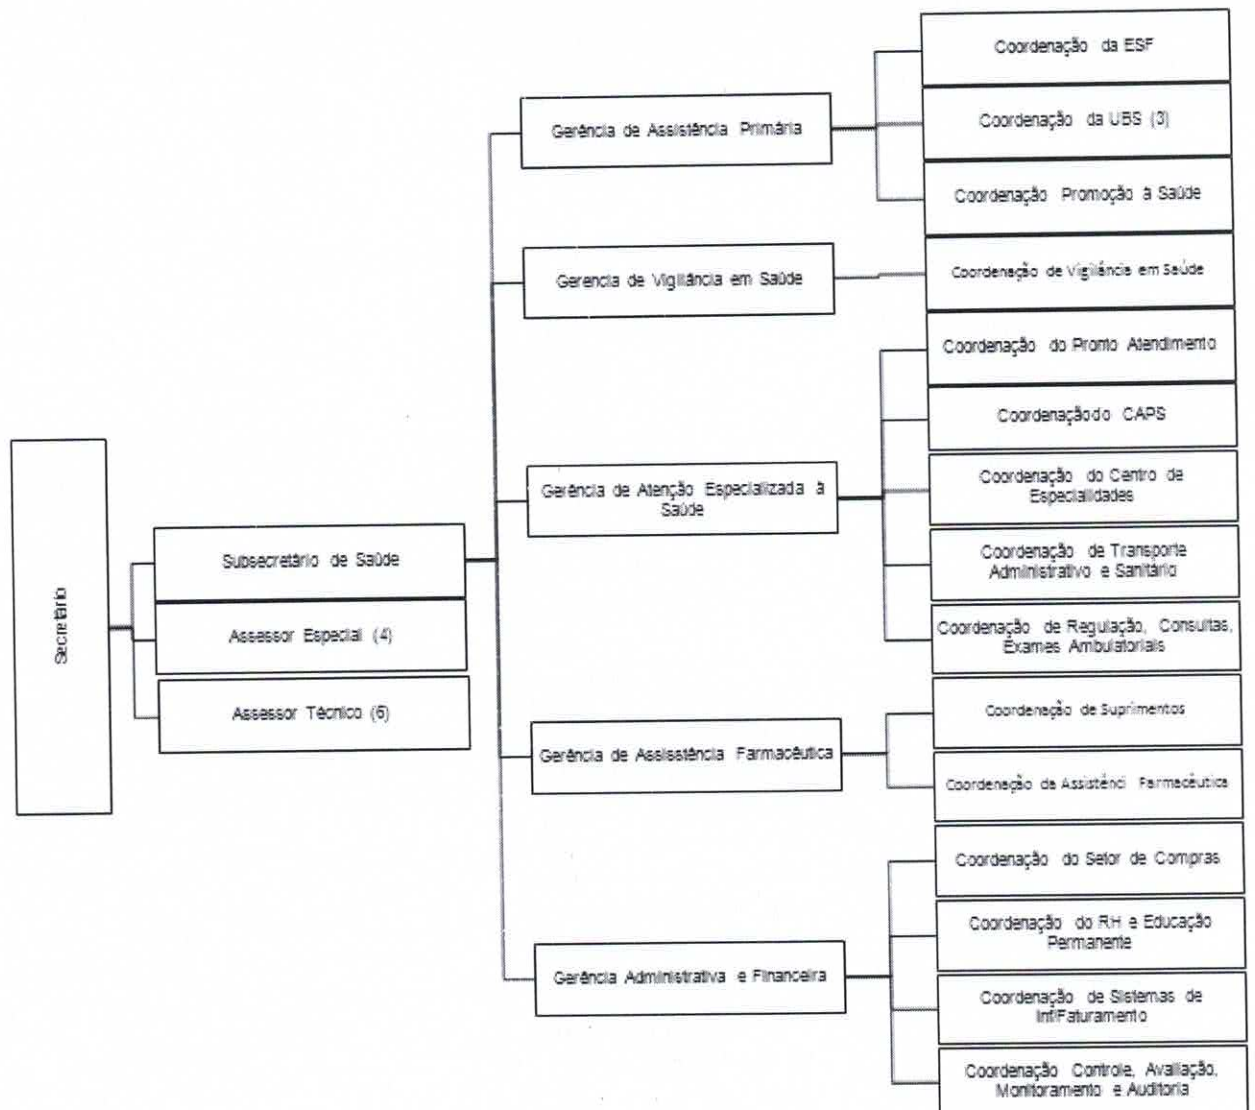 Secretário
Subsecretário de Saúde
Assessor Especial (4)
Assessor Técnico (6)
Gerência de Assistência Primária
Gerencia de Vigilância em Saúde
Gerência de Atenção Especializada à
Saúde
Gerência de Assisstência Farmacêutica
Gerência Administrativa e Financeira
Coordenação da ESF
Coordenação da UBS (3)
Coordenação Promoção à Saúde
Coordenação de Vigilância em Saúde
Coordenação do Pronto Atendimento
Coordenação do CAPS
Coordenação do Centro de
Especialidades
Coordenação de Transporte
Administrativo e Sanitário
Coordenação de Regulação, Consultas,
Exames Ambulatoriais
Coordenação de Suprimentos
Coordenação da Assistênci Farmacêutica
Coordenação do Setor de Compras
Coordenação do RH e Educação
Permanente
Coordenação de Sistemas de
Inf/Faturamento
Coordenação Controle, Avaliação,
Monitoramento e Auditoria